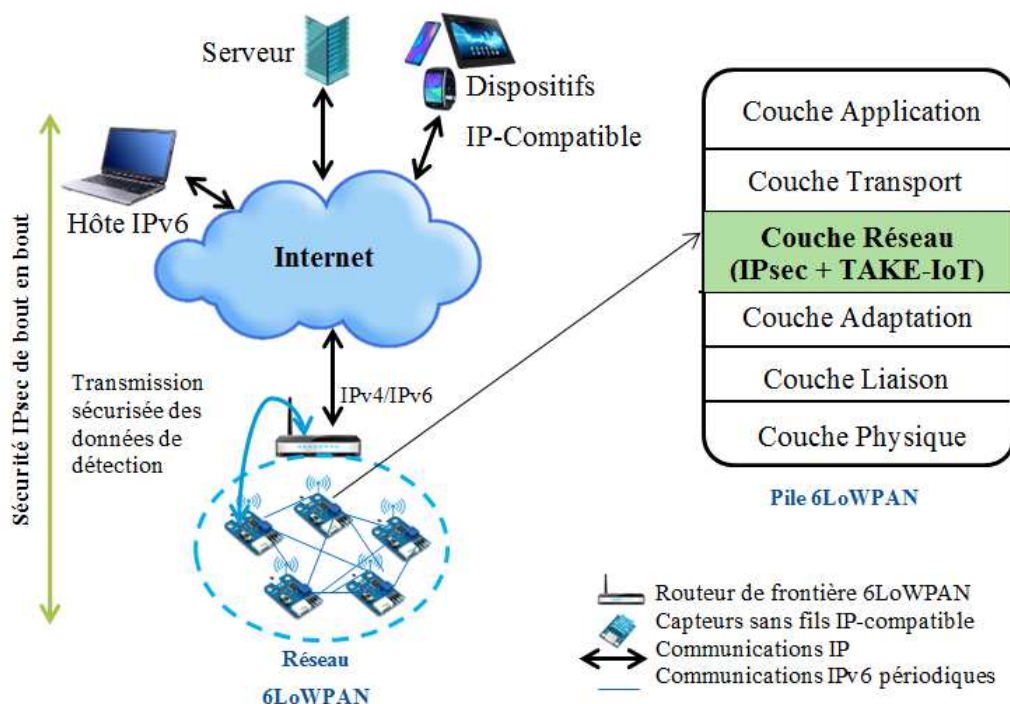 Serveur
Dispositifs
IP-Compatible
Hôte IPv6
Internet
Sécurité IPsec de bout en bout
Transmission
sécurisée des
données de
détection
IPv4/IPv6
Réseau
6LoWPAN
Couche Application
Couche Transport
Couche Réseau
(IPsec + TAKE-IoT)
Couche Adaptation
Couche Liaison
Couche Physique
Pile 6LoWPAN
Routeur de frontière 6LoWPAN
Capteurs sans fils IP-compatible
Communications IP
Communications IPv6 périodiques